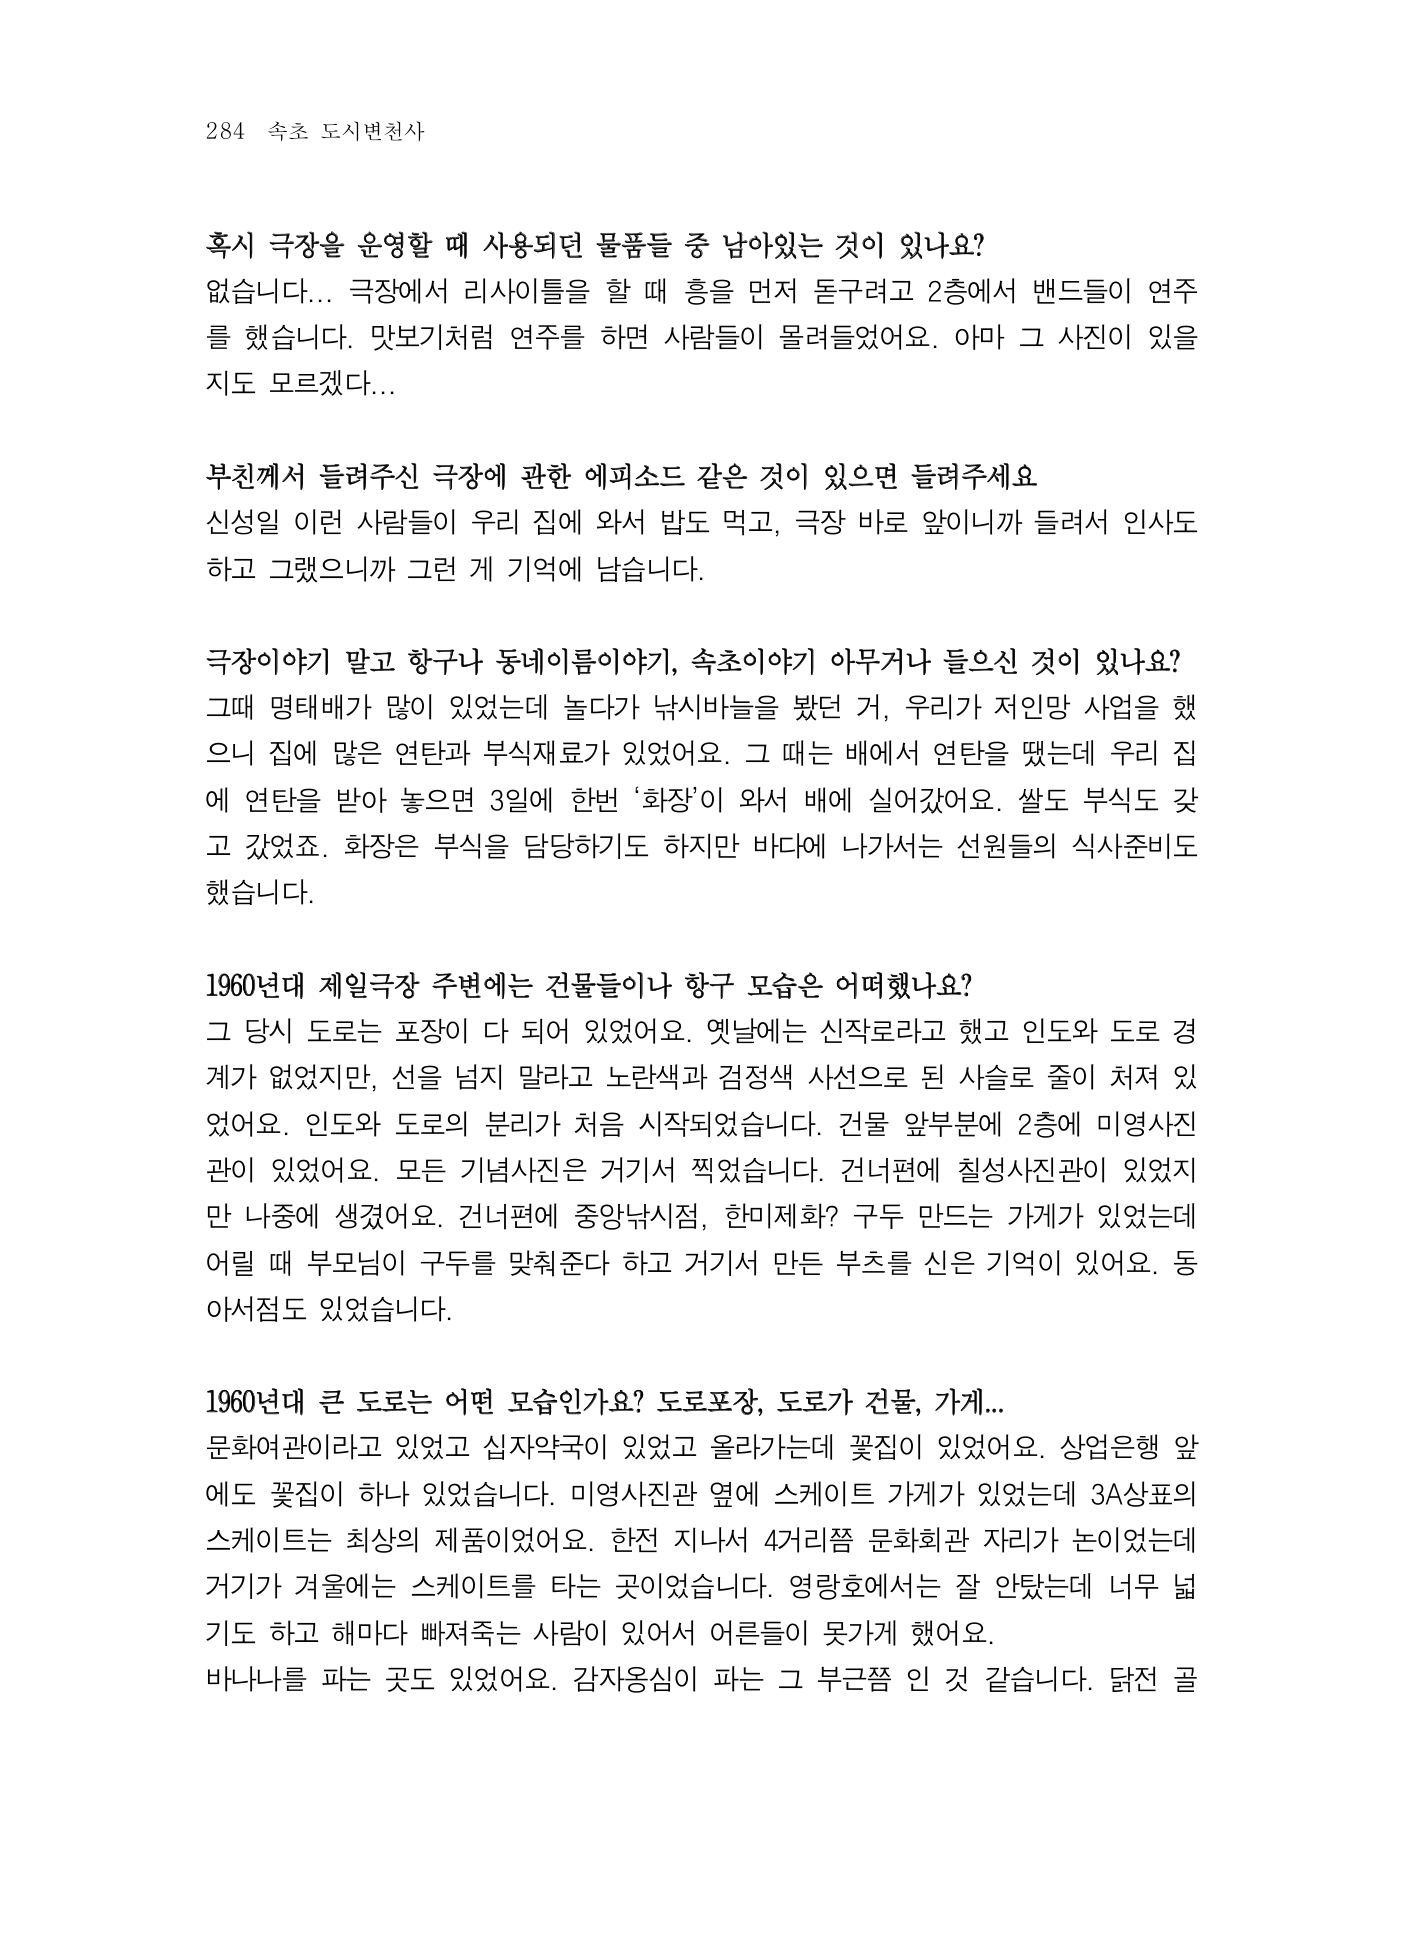 284 속초 도시변천사
혹시 극장을 운영할 때 사용되던 물품들 중 남아있는 것이 있나요?
없습니다... 극장에서 리사이틀을 할 때 흥을 먼저 돋구려고 2층에서 밴드들이 연주
를 했습니다. 맛보기처럼 연주를 하면 사람들이 몰려들었어요. 아마 그 사진이 있을
지도 모르겠다...
부친께서 들려주신 극장에 관한 에피소드 같은 것이 있으면 들려주세요
신성일 이런 사람들이 우리 집에 와서 밥도 먹고, 극장 바로 앞이니까 들려서 인사도
하고 그랬으니까 그런 게 기억에 남습니다.
극장이야기 말고 항구나 동네이름이야기, 속초이야기 아무거나 들으신 것이 있나요?
그때 명태배가 많이 있었는데 놀다가 낚시바늘을 봤던 거, 우리가 저인망 사업을 했
으니 집에 많은 연탄과 부식재료가 있었어요. 그 때는 배에서 연탄을 땠는데 우리 집
에 연탄을 받아 놓으면 3일에 한번 ‘화장’이 와서 배에 실어갔어요. 쌀도 부식도 갖
고 갔었죠. 화장은 부식을 담당하기도 하지만 바다에 나가서는 선원들의 식사준비도
했습니다.
1960년대 제일극장 주변에는 건물들이나 항구 모습은 어떠했나요?
그 당시 도로는 포장이 다 되어 있었어요. 옛날에는 신작로라고 했고 인도와 도로 경
계가 없었지만, 선을 넘지 말라고 노란색과 검정색 사선으로 된 사슬로 줄이 처져 있
었어요. 인도와 도로의 분리가 처음 시작되었습니다. 건물 앞부분에 2층에 미영사진
관이 있었어요. 모든 기념사진은 거기서 찍었습니다. 건너편에 칠성사진관이 있었지
만 나중에 생겼어요. 건너편에 중앙낚시점, 한미제화? 구두 만드는 가게가 있었는데
어릴 때 부모님이 구두를 맞춰준다 하고 거기서 만든 부츠를 신은 기억이 있어요. 동
아서점도 있었습니다.
1960년대 큰 도로는 어떤 모습인가요? 도로포장, 도로가 건물, 가게...
문화여관이라고 있었고 십자약국이 있었고 올라가는데 꽃집이 있었어요. 상업은행 앞
에도 꽃집이 하나 있었습니다. 미영사진관 옆에 스케이트 가게가 있었는데 3A상표의
스케이트는 최상의 제품이었어요. 한전 지나서 4거리쯤 문화회관 자리가 논이었는데
거기가 겨울에는 스케이트를 타는 곳이었습니다. 영랑호에서는 잘 안탔는데 너무 넓
기도 하고 해마다 빠져죽는 사람이 있어서 어른들이 못가게 했어요.
바나나를 파는 곳도 있었어요. 감자옹심이 파는 그 부근쯤 인 것 같습니다. 닭전 골